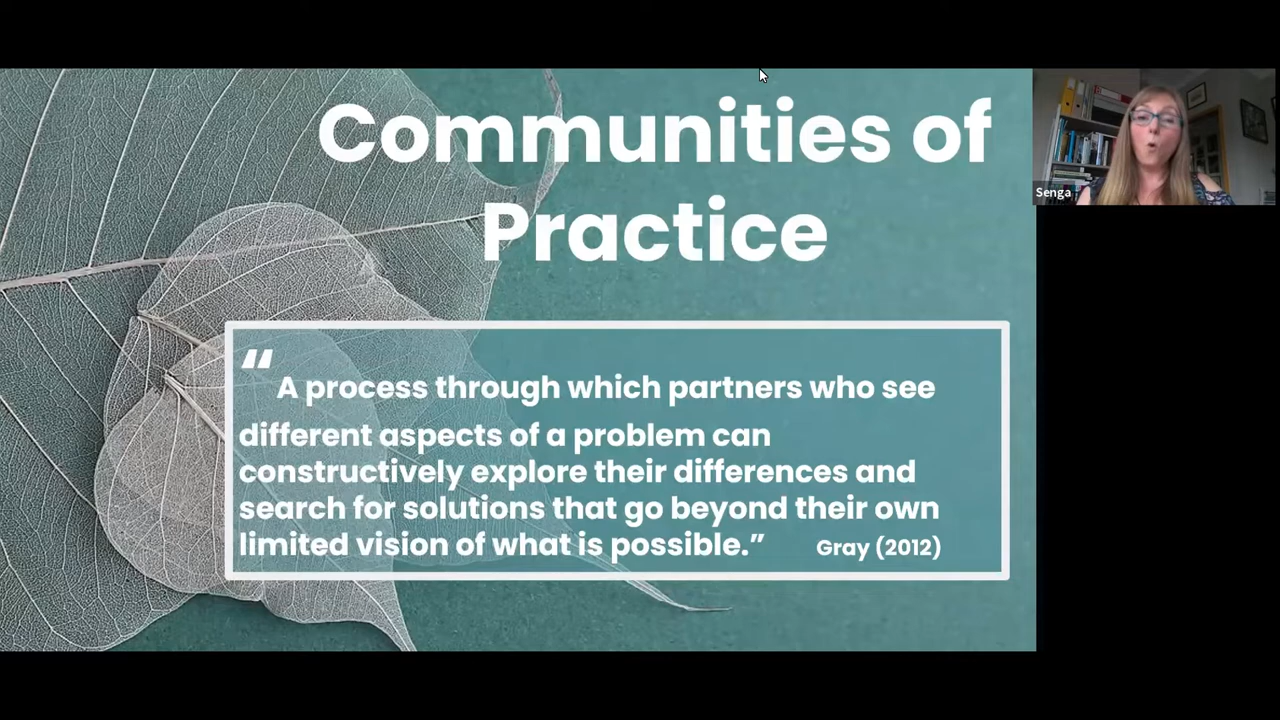 Communities of
Practice
“A process through which partners who see
different aspects of a problem can
constructively explore their differences and
search for solutions that go beyond their own
limited vision of what is possible.” Gray (2012)
Senga